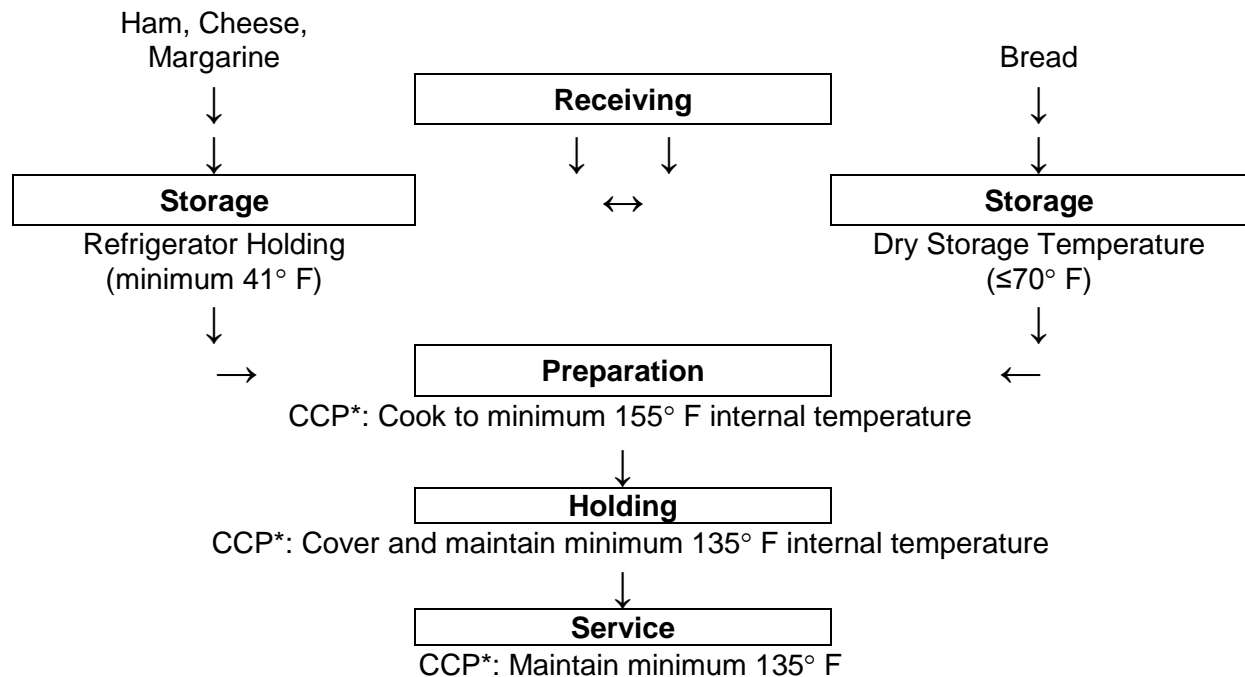 Ham, Cheese,
Margarine
Bread
Receiving
Storage
Refrigerator Holding
(minimum 41° F)
Storage
Dry Storage Temperature
(≤70° F)
Preparation
CCP*: Cook to minimum 155° F internal temperature
Holding
CCP*: Cover and maintain minimum 135° F internal temperature
Service
CCP*: Maintain minimum 135° F